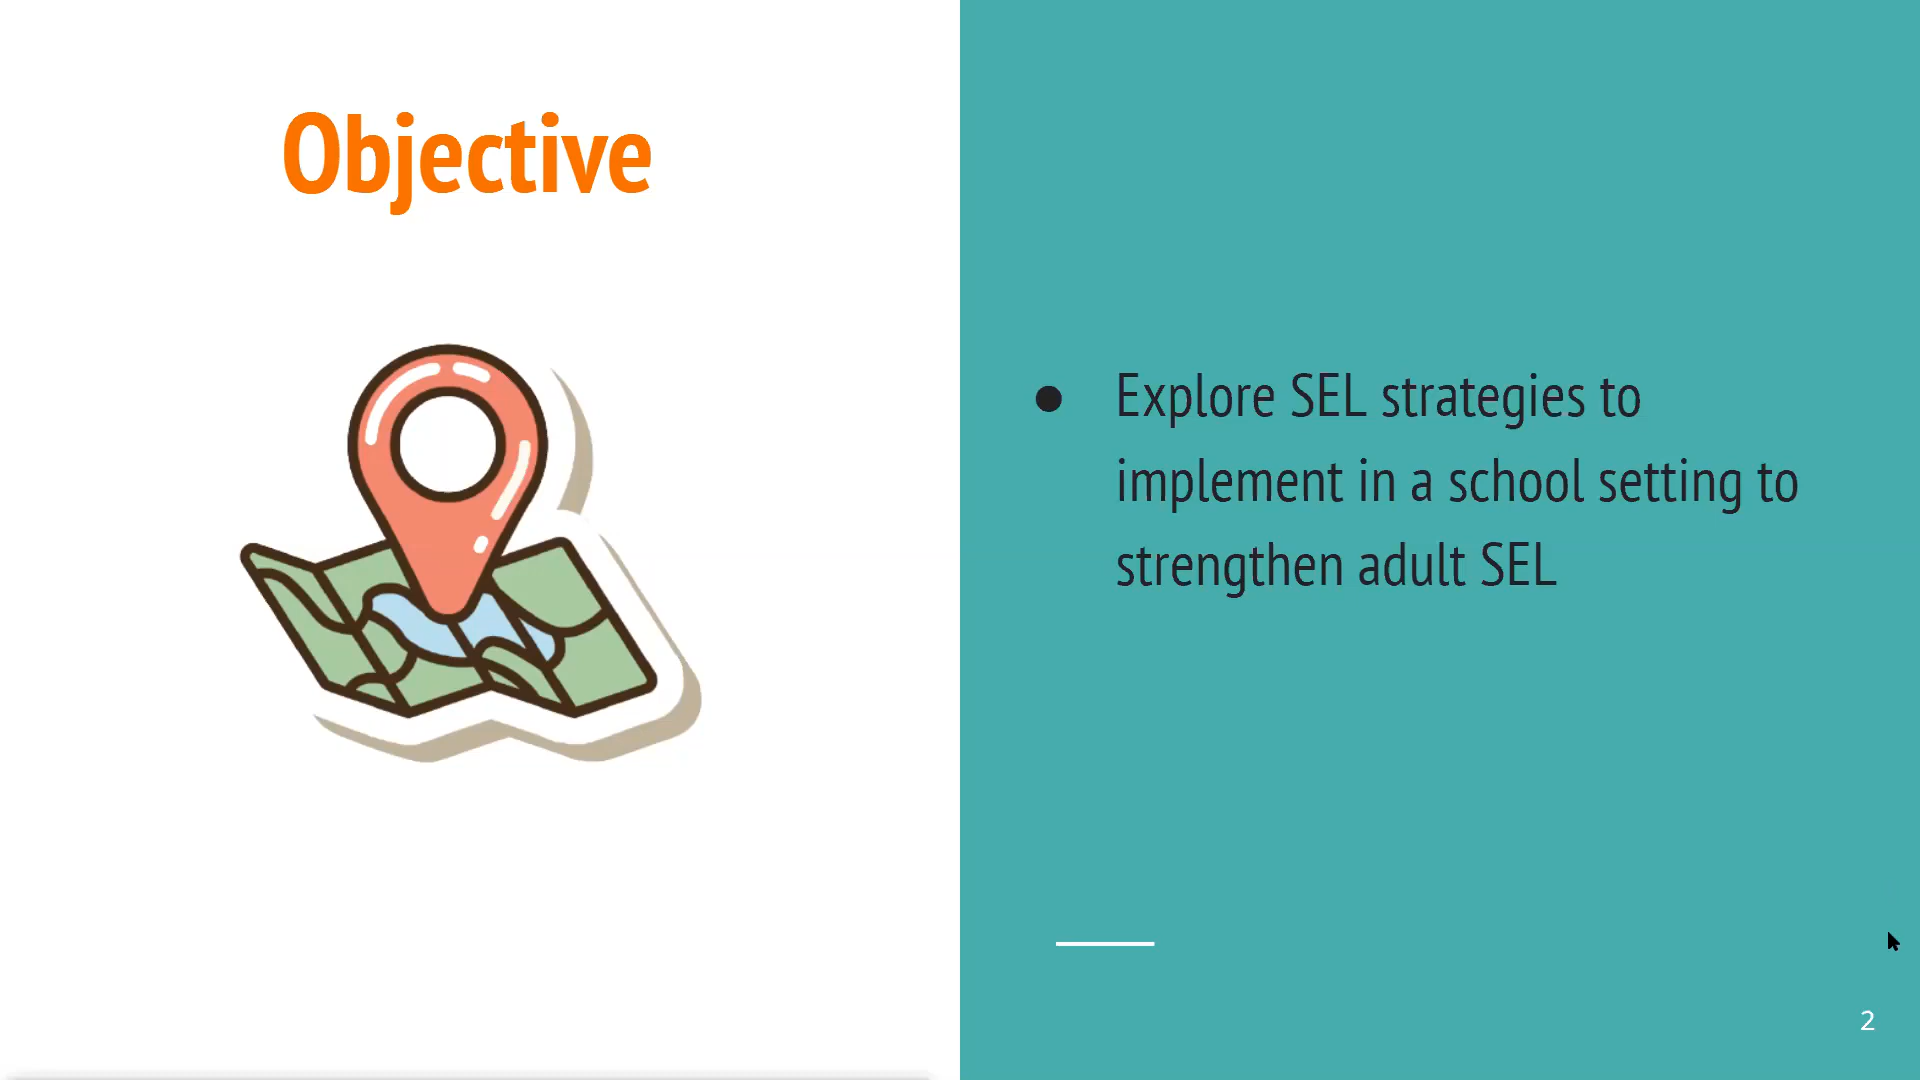 Objective
● Explore SEL strategies to
implement in a school setting to
strengthen adult SEL
2